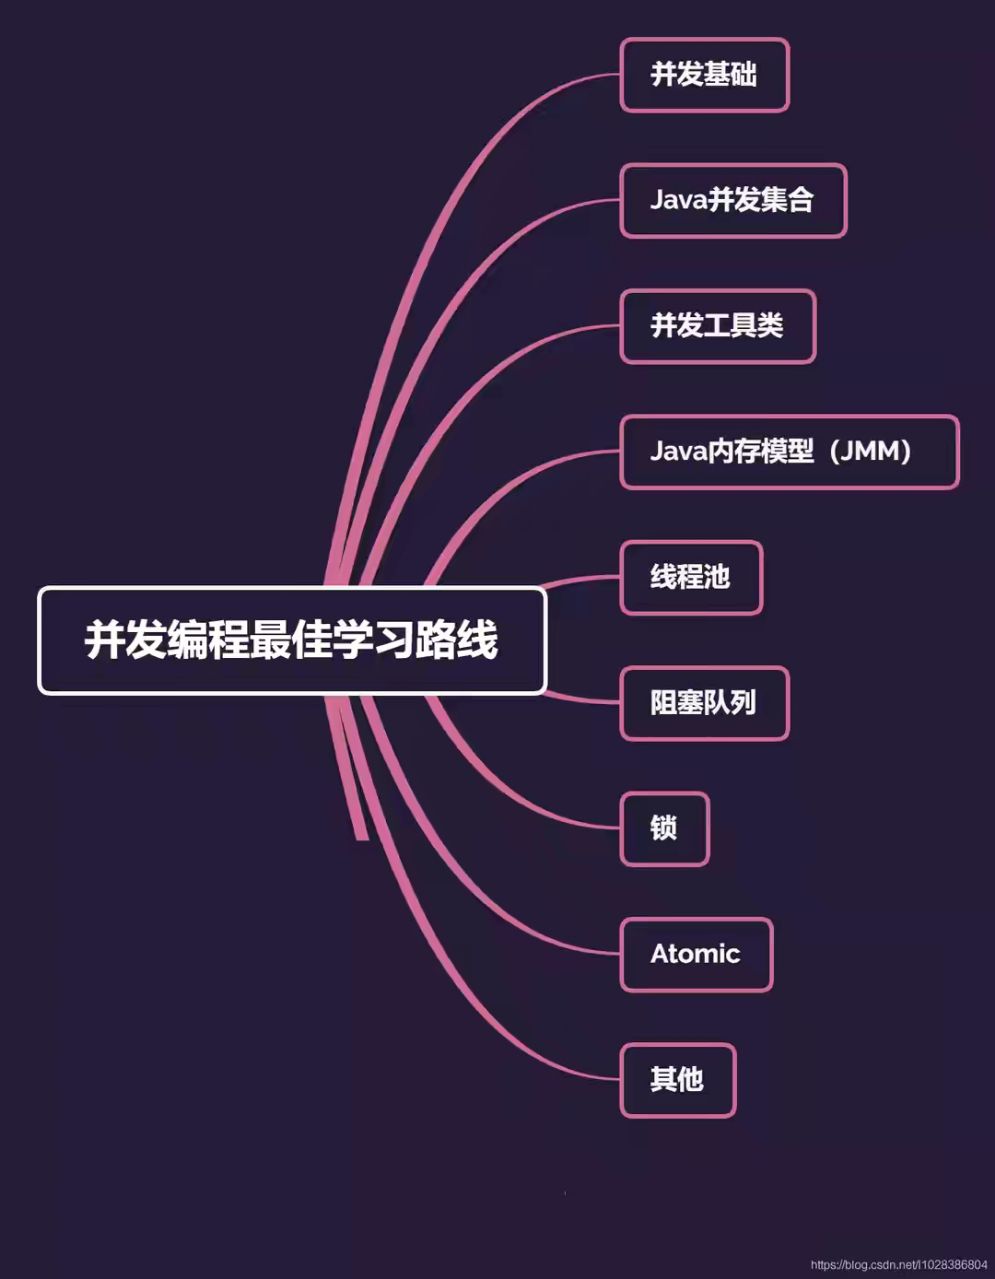 并发基础
Java并发集合
并发工具类
Java内存模型（JMM）
线程池
并发编程最佳学习路线
阻塞队列
锁
Atomic
其他
https://blog.csdn.net/l1028386804